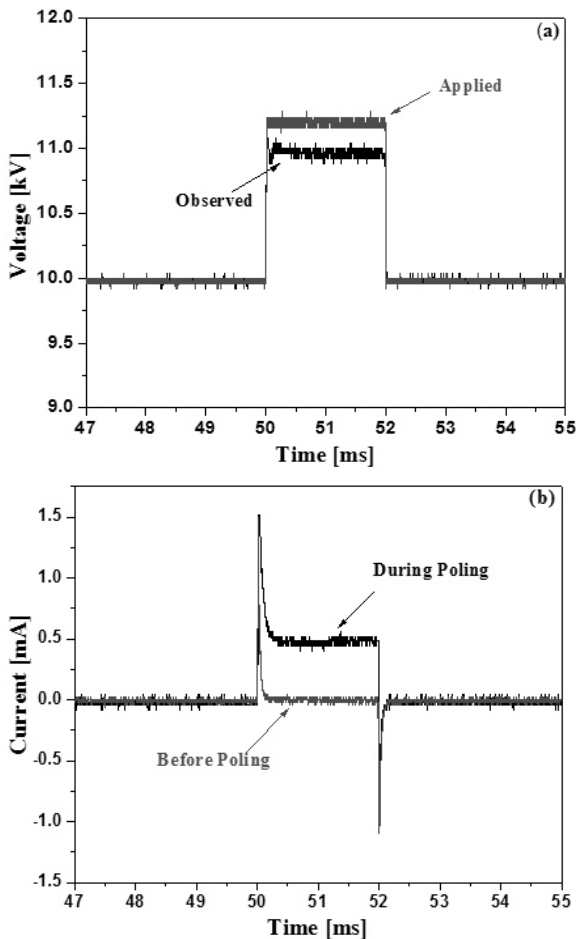 (a)
12.0
11.5
11.0
10.5
10.0
9.5
9.0
Voltage [kV]
Applied
Observed
47 48 49 50 51 52 53 54 55
Time [ms]
(b)
1.5
1.0
0.5
0.0
-0.5
-1.0
-1.5
Current [mA]
During Poling
Before Poling
47 48 49 50 51 52 53 54 55
Time [ms]